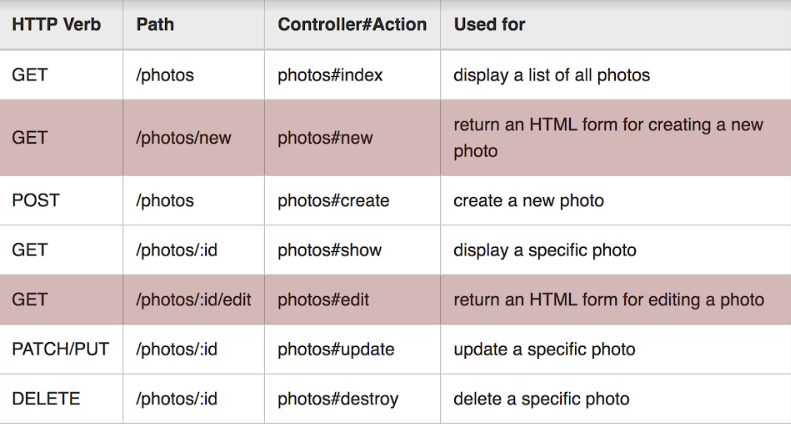 HTTP Verb Path Controller#Action Used for
GET /photos photos#index display a list of all photos
GET /photos/new photos#new return an HTML form for creating a new
photo
POST /photos photos#create create a new photo
GET /photos/:id photos#show display a specific photo
GET /photos/:id/edit photos#edit return an HTML form for editing a photo
PATCH/PUT /photos/:id photos#update update a specific photo
DELETE /photos/:id photos#destroy delete a specific photo